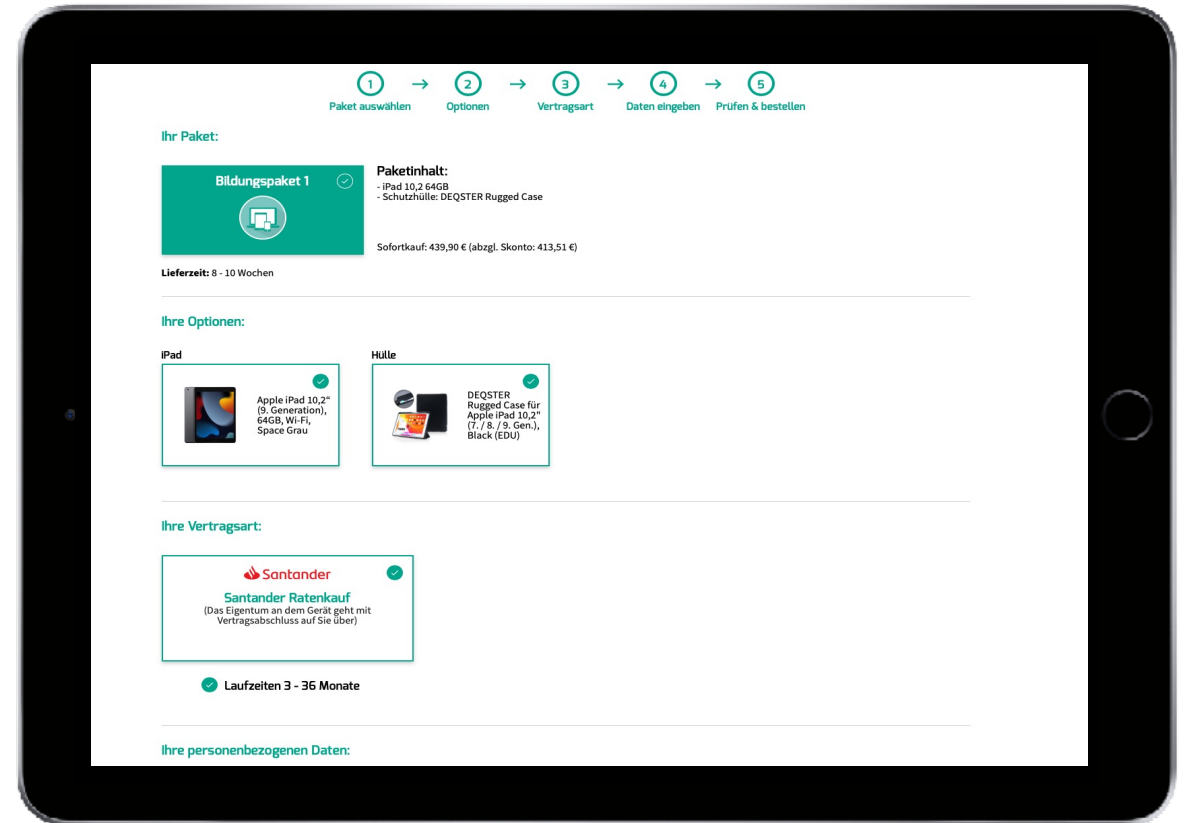 1 → 2 → 3 → 4 → 5
Paket auswählen Optionen Vertragsart Daten eingeben Prüfen & bestellen
Ihr Paket:
Bildungspaket 1
Paketinhalt:
- iPad 10,2 64GB
- Schutzhülle: DEQSTER Rugged Case
Sofortkauf: 439,90 € (abzgl. Skonto: 413,51 €)
Lieferzeit: 8 - 10 Wochen
Ihre Optionen:
iPad
Apple iPad 10,2“
(9. Generation),
64GB, Wi-Fi,
Space Grau
Hülle
DEQSTER
Rugged Case für
Apple iPad 10,2"
(7. / 8. / 9. Gen.),
Black (EDU)
Ihre Vertragsart:
Santander
Santander Ratenkauf
(Das Eigentum an dem Gerät geht mit
Vertragsabschluss auf Sie über)
Laufzeiten 3 - 36 Monate
Ihre personenbezogenen Daten: